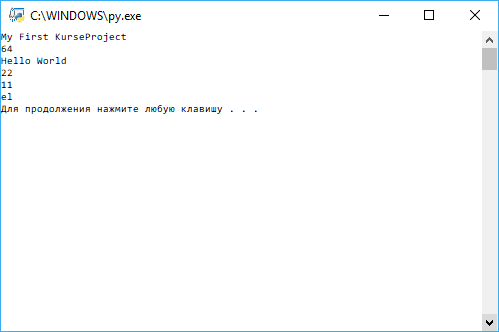 C:\WINDOWS\py.exe
My First KurseProject
64
Hello World
22
11
el
Для продолжения нажмите любую клавишу . . .